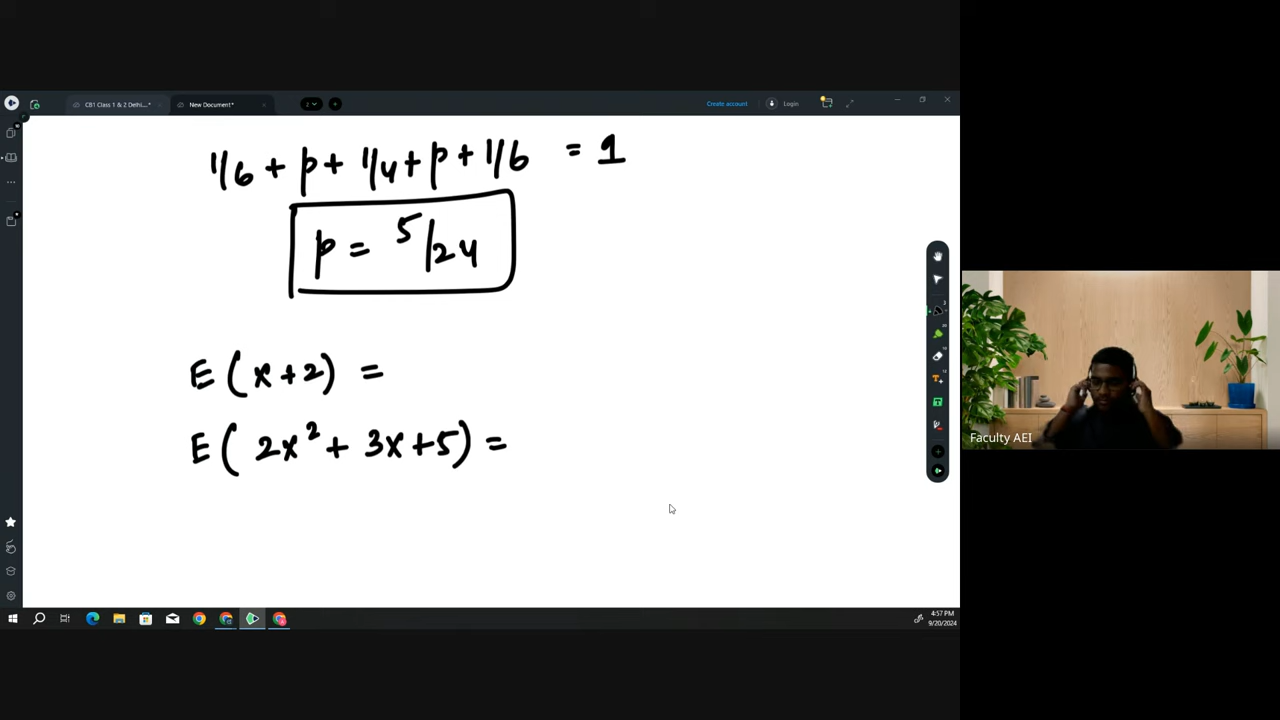 CB1 Class 1 & 2 Delhi...*
New Document*
2
Create account
Login
1/6 + p + 1/4 + p + 1/6 = 1
p = 5/24
E(x+2) =
E(2x² + 3x + 5) =
Faculty AEI
4:57 PM
9/20/2024